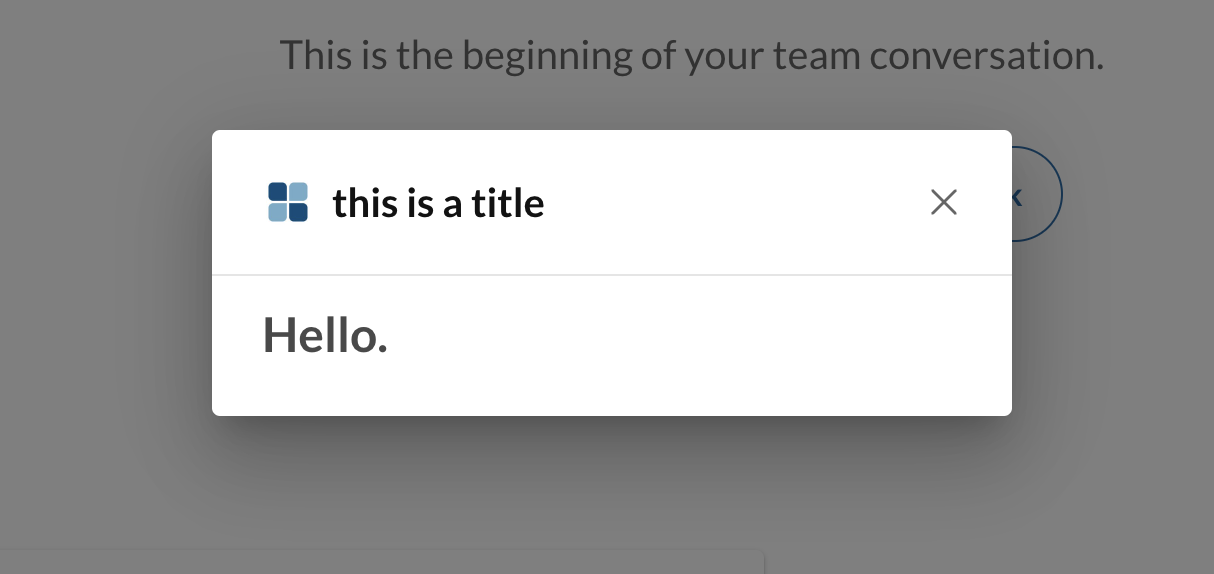 This is the beginning of your team conversation.
this is a title
Hello.